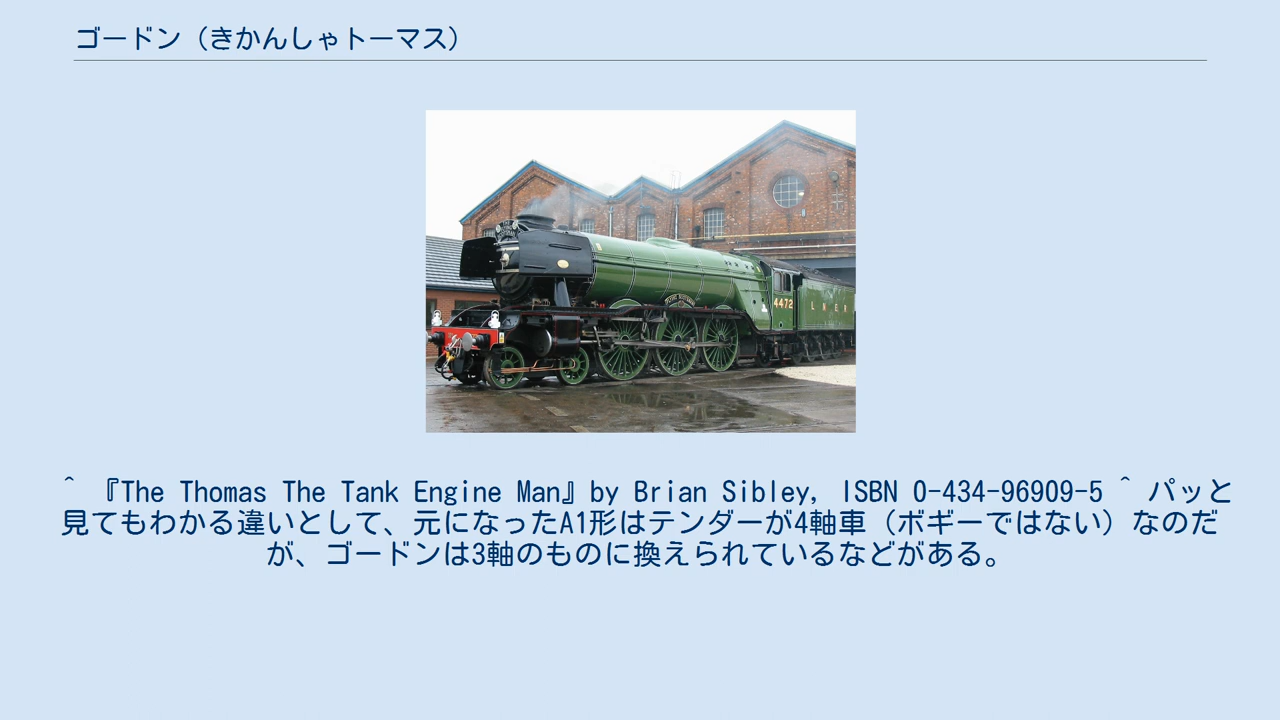 ゴードン（きかんしゃトーマス）
4472
L N E R
^ 『The Thomas The Tank Engine Man』by Brian Sibley, ISBN 0-434-96909-5 ^ パッと
見てもわかる違いとして、元になったA1形はテンダーが4軸車（ボギーではない）なのだ
が、ゴードンは3軸のものに換えられているなどがある。